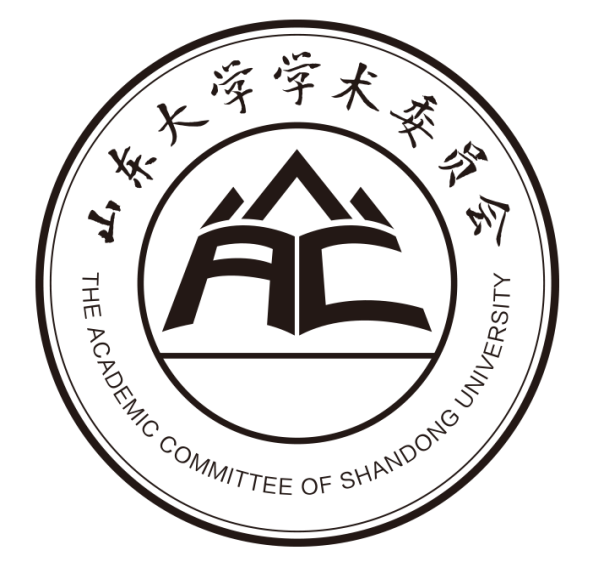 山东大学学术委员会
AC
THE ACADEMIC COMMITTEE OF SHANDONG UNIVERSITY